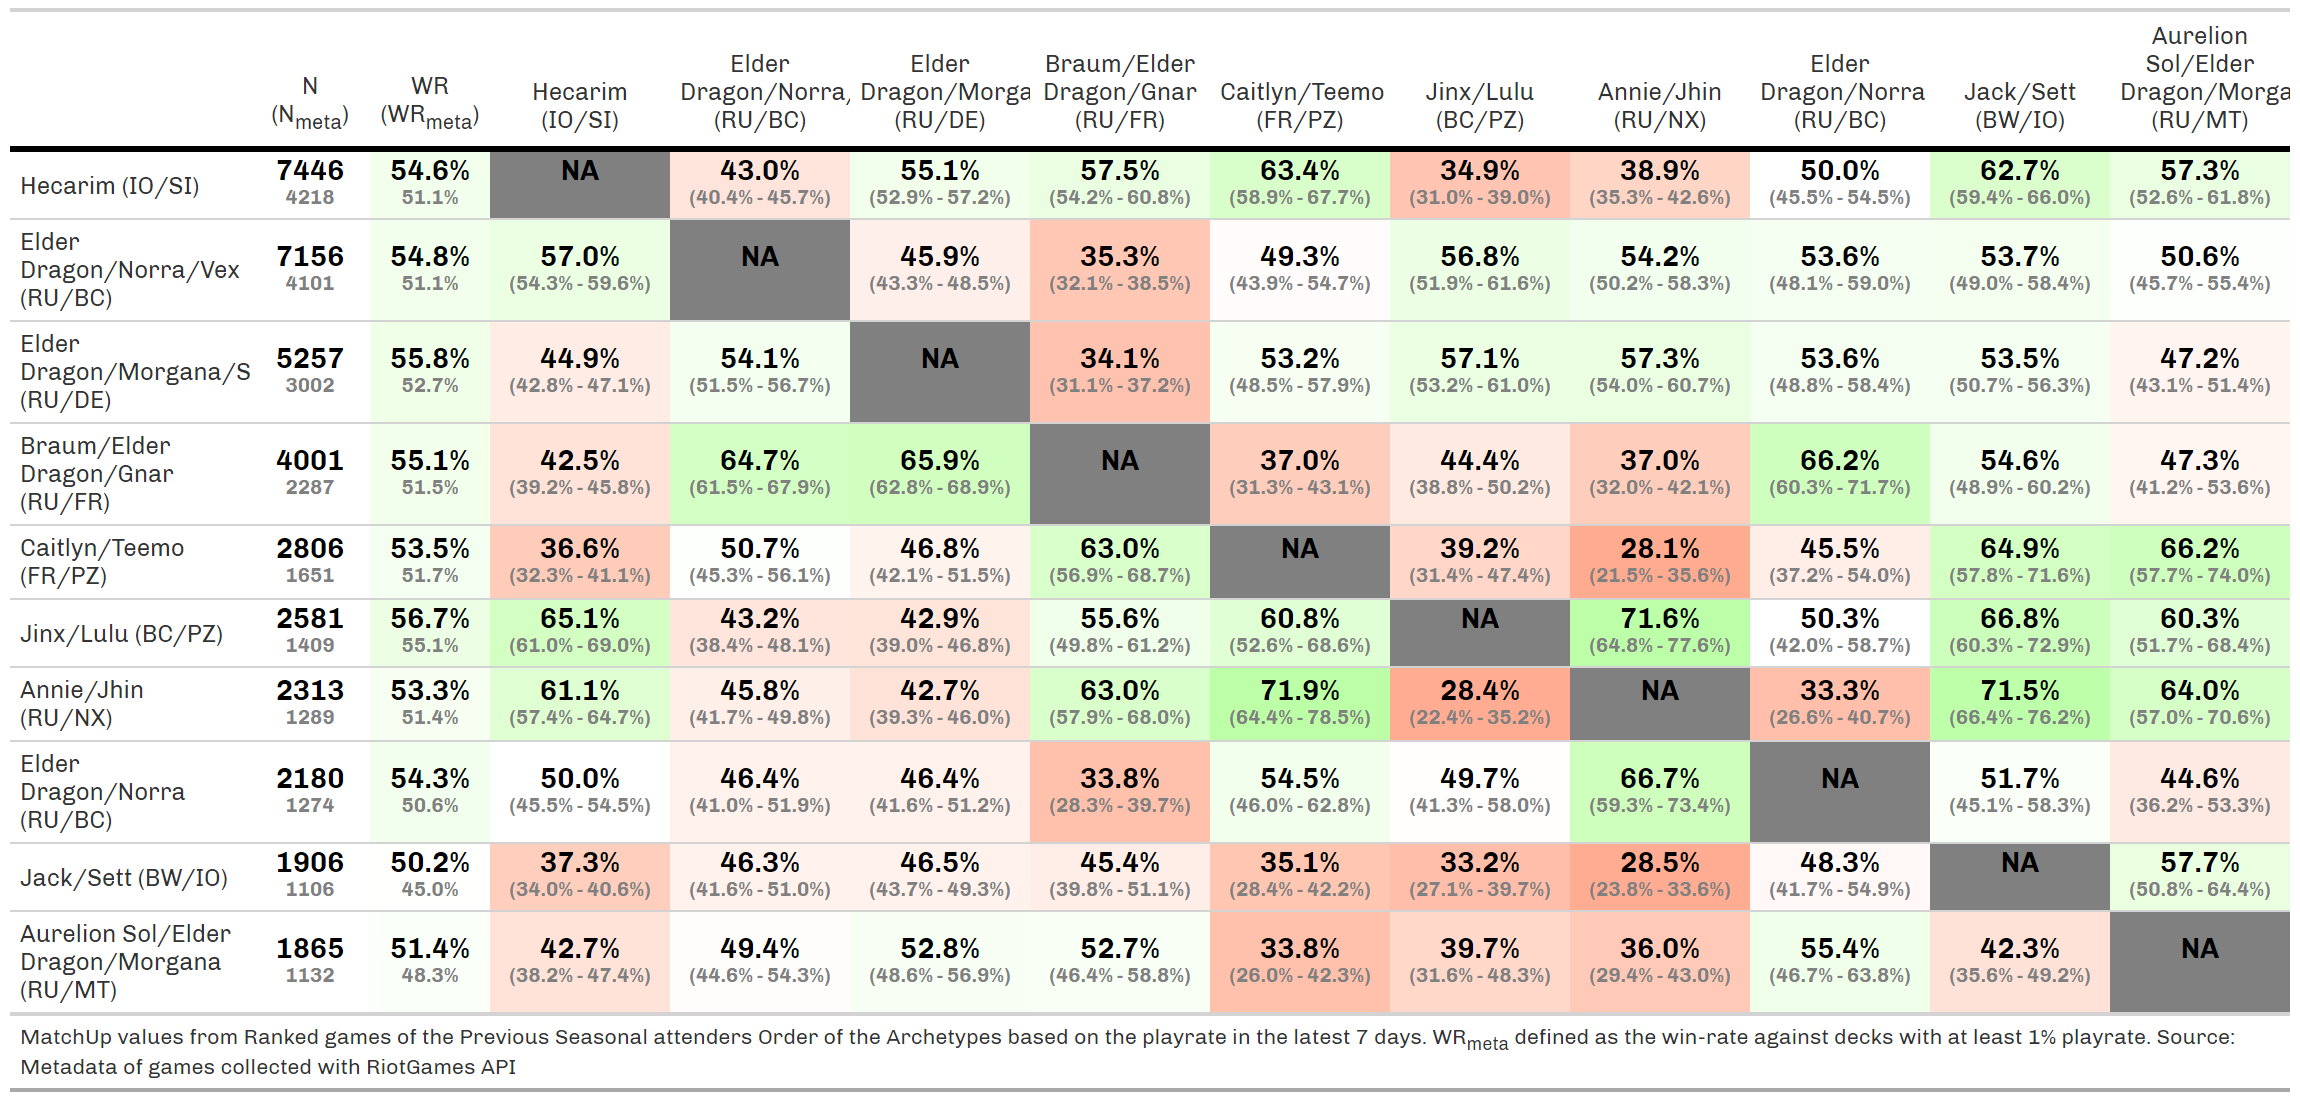 N
(Nmeta)
WR
(WRmeta)
Hecarim
(IO/SI)
Elder
Dragon/Norra,
(RU/BC)
Elder
Dragon/Morga
(RU/DE)
Braum/Elder
Dragon/Gnar
(RU/FR)
Caitlyn/Teemo
(FR/PZ)
Jinx/Lulu
(BC/PZ)
Annie/Jhin
(RU/NX)
Elder
Dragon/Norra
(RU/BC)
Jack/Sett
(BW/IO)
Aurelion
Sol/Elder
Dragon/Morga
(RU/MT)
Hecarim (IO/SI)
7446 54.6% NA 43.0% 55.1% 57.5% 63.4% 34.9% 38.9% 50.0% 62.7% 57.3%
4218 51.1% (40.4% - 45.7%) (52.9% - 57.2%) (54.2% - 60.8%) (58.9% - 67.7%) (31.0% - 39.0%) (35.3% - 42.6%) (45.5% - 54.5%) (59.4% - 66.0%) (52.6% - 61.8%)
Elder
Dragon/Norra/Vex
(RU/BC)
7156 54.8% 57.0% NA 45.9% 35.3% 49.3% 56.8% 54.2% 53.6% 53.7% 50.6%
4101 51.1% (54.3% - 59.6%) (43.3% - 48.5%) (32.1% - 38.5%) (43.9% - 54.7%) (51.9% - 61.6%) (50.2% - 58.3%) (48.1% - 59.0%) (49.0% - 58.4%) (45.7% - 55.4%)
Elder
Dragon/Morgana/S
(RU/DE)
5257 55.8% 44.9% 54.1% NA 34.1% 53.2% 57.1% 57.3% 53.6% 53.5% 47.2%
3002 52.7% (42.8% - 47.1%) (51.5% - 56.7%) (31.1% - 37.2%) (48.5% - 57.9%) (53.2% - 61.0%) (54.0% - 60.7%) (48.8% - 58.4%) (50.7% - 56.3%) (43.1% - 51.4%)
Braum/Elder
Dragon/Gnar
(RU/FR)
4001 55.1% 42.5% 64.7% 65.9% NA 37.0% 44.4% 37.0% 66.2% 54.6% 47.3%
2287 51.5% (39.2% - 45.8%) (61.5% - 67.9%) (62.8% - 68.9%) (31.3% - 43.1%) (38.8% - 50.2%) (32.0% - 42.1%) (60.3% - 71.7%) (48.9% - 60.2%) (41.2% - 53.6%)
Caitlyn/Teemo
(FR/PZ)
2806 53.5% 36.6% 50.7% 46.8% 63.0% NA 39.2% 28.1% 45.5% 64.9% 66.2%
1651 51.7% (32.3% - 41.1%) (45.3% - 56.1%) (42.1% - 51.5%) (56.9% - 68.7%) (31.4% - 47.4%) (21.5% - 35.6%) (37.2% - 54.0%) (57.8% - 71.6%) (57.7% - 74.0%)
Jinx/Lulu (BC/PZ)
2581 56.7% 65.1% 43.2% 42.9% 55.6% 60.8% NA 71.6% 50.3% 66.8% 60.3%
1409 55.1% (61.0% - 69.0%) (38.4% - 48.1%) (39.0% - 46.8%) (49.8% - 61.2%) (52.6% - 68.6%) (64.8% - 77.6%) (42.0% - 58.7%) (60.3% - 72.9%) (51.7% - 68.4%)
Annie/Jhin
(RU/NX)
2313 53.3% 61.1% 45.8% 42.7% 63.0% 71.9% 28.4% NA 33.3% 71.5% 64.0%
1289 51.4% (57.4% - 64.7%) (41.7% - 49.8%) (39.3% - 46.0%) (57.9% - 68.0%) (64.4% - 78.5%) (22.4% - 35.2%) (26.6% - 40.7%) (66.4% - 76.2%) (57.0% - 70.6%)
Elder
Dragon/Norra
(RU/BC)
2180 54.3% 50.0% 46.4% 46.4% 33.8% 54.5% 49.7% 66.7% NA 51.7% 44.6%
1274 50.6% (45.5% - 54.5%) (41.0% - 51.9%) (41.6% - 51.2%) (28.3% - 39.7%) (46.0% - 62.8%) (41.3% - 58.0%) (59.3% - 73.4%) (45.1% - 58.3%) (36.2% - 53.3%)
Jack/Sett (BW/IO)
1906 50.2% 37.3% 46.3% 46.5% 45.4% 35.1% 33.2% 28.5% 48.3% NA 57.7%
1106 45.0% (34.0% - 40.6%) (41.6% - 51.0%) (43.7% - 49.3%) (39.8% - 51.1%) (28.4% - 42.2%) (27.1% - 39.7%) (23.8% - 33.6%) (41.7% - 54.9%) (50.8% - 64.4%)
Aurelion Sol/Elder
Dragon/Morgana
(RU/MT)
1865 51.4% 42.7% 49.4% 52.8% 52.7% 33.8% 39.7% 36.0% 55.4% 42.3% NA
1132 48.3% (38.2% - 47.4%) (44.6% - 54.3%) (48.6% - 56.9%) (46.4% - 58.8%) (26.0% - 42.3%) (31.6% - 48.3%) (29.4% - 43.0%) (46.7% - 63.8%) (35.6% - 49.2%)
MatchUp values from Ranked games of the Previous Seasonal attenders Order of the Archetypes based on the playrate in the latest 7 days. WRmeta defined as the win-rate against decks with at least 1% playrate. Source:
Metadata of games collected with RiotGames API